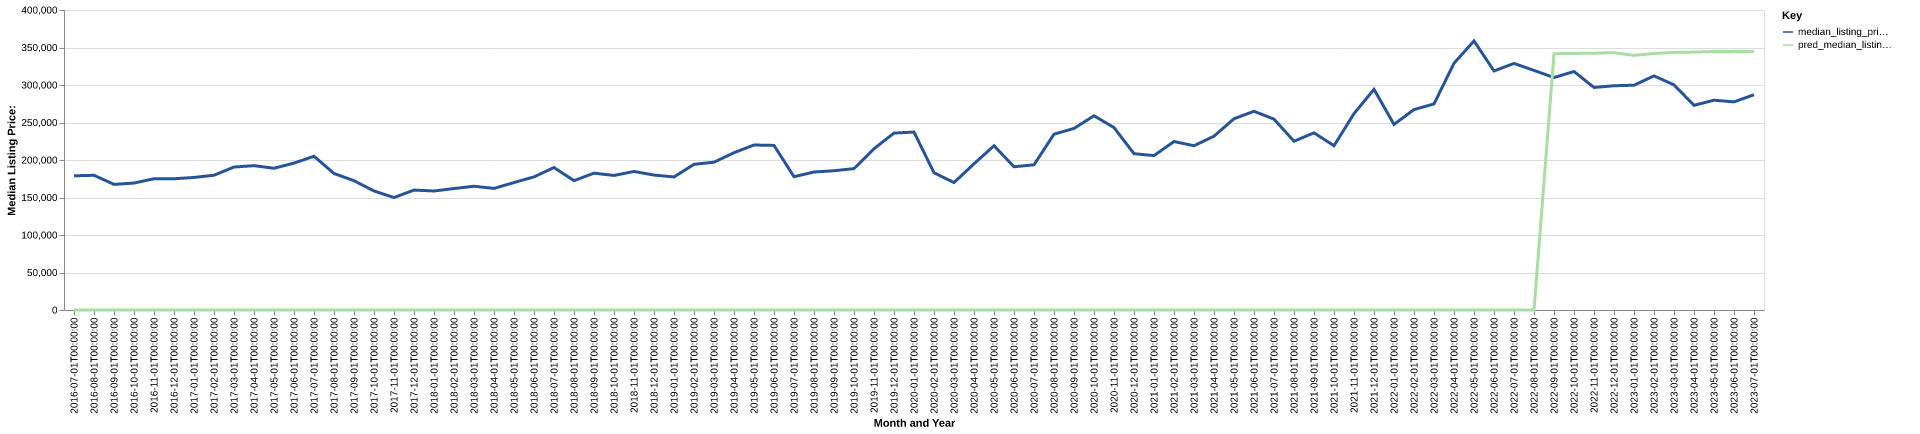 400,000
350,000
300,000
250,000
200,000
150,000
100,000
50,000
0
Median Listing Price:
2016-07-01T00:00:00
2016-08-01T00:00:00
2016-09-01T00:00:00
2016-10-01T00:00:00
2016-11-01T00:00:00
2016-12-01T00:00:00
2017-01-01T00:00:00
2017-02-01T00:00:00
2017-03-01T00:00:00
2017-04-01T00:00:00
2017-05-01T00:00:00
2017-06-01T00:00:00
2017-07-01T00:00:00
2017-08-01T00:00:00
2017-09-01T00:00:00
2017-10-01T00:00:00
2017-11-01T00:00:00
2017-12-01T00:00:00
2018-01-01T00:00:00
2018-02-01T00:00:00
2018-03-01T00:00:00
2018-04-01T00:00:00
2018-05-01T00:00:00
2018-06-01T00:00:00
2018-07-01T00:00:00
2018-08-01T00:00:00
2018-09-01T00:00:00
2018-10-01T00:00:00
2018-11-01T00:00:00
2018-12-01T00:00:00
2019-01-01T00:00:00
2019-02-01T00:00:00
2019-03-01T00:00:00
2019-04-01T00:00:00
2019-05-01T00:00:00
2019-06-01T00:00:00
2019-07-01T00:00:00
2019-08-01T00:00:00
2019-09-01T00:00:00
2019-10-01T00:00:00
2019-11-01T00:00:00
2019-12-01T00:00:00
2020-01-01T00:00:00
2020-02-01T00:00:00
2020-03-01T00:00:00
2020-04-01T00:00:00
2020-05-01T00:00:00
2020-06-01T00:00:00
2020-07-01T00:00:00
2020-08-01T00:00:00
2020-09-01T00:00:00
2020-10-01T00:00:00
2020-11-01T00:00:00
2020-12-01T00:00:00
2021-01-01T00:00:00
2021-02-01T00:00:00
2021-03-01T00:00:00
2021-04-01T00:00:00
2021-05-01T00:00:00
2021-06-01T00:00:00
2021-07-01T00:00:00
2021-08-01T00:00:00
2021-09-01T00:00:00
2021-10-01T00:00:00
2021-11-01T00:00:00
2021-12-01T00:00:00
2022-01-01T00:00:00
2022-02-01T00:00:00
2022-03-01T00:00:00
2022-04-01T00:00:00
2022-05-01T00:00:00
2022-06-01T00:00:00
2022-07-01T00:00:00
2022-08-01T00:00:00
2022-09-01T00:00:00
2022-10-01T00:00:00
2022-11-01T00:00:00
2022-12-01T00:00:00
2023-01-01T00:00:00
2023-02-01T00:00:00
2023-03-01T00:00:00
2023-04-01T00:00:00
2023-05-01T00:00:00
2023-06-01T00:00:00
2023-07-01T00:00:00
Month and Year
Key
median_listing_pri…
pred_median_listin…